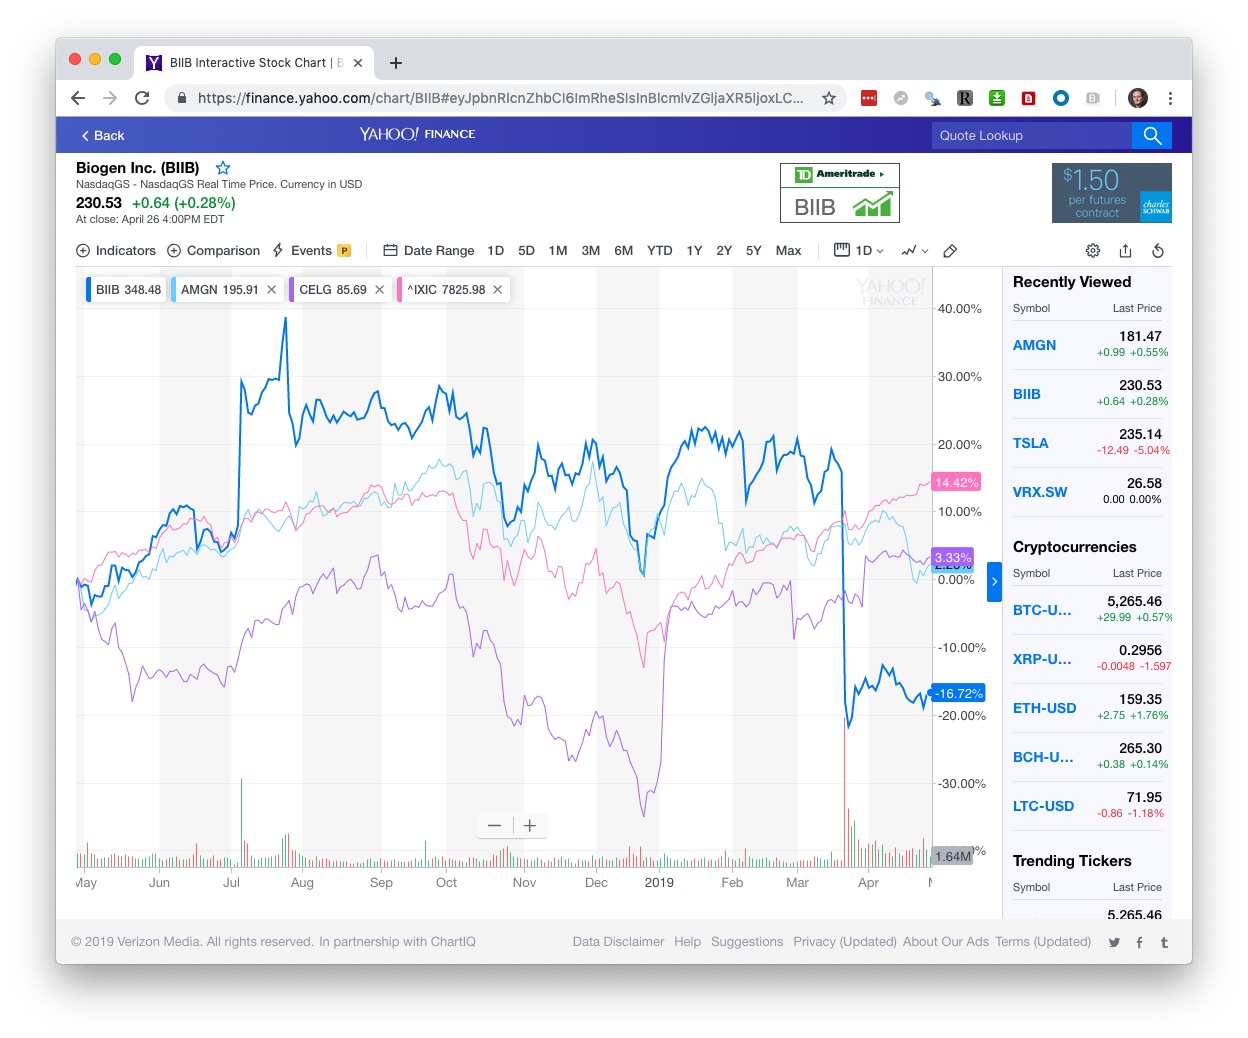 BIIB Interactive Stock Chart | B
https://finance.yahoo.com/chart/BIIB#eyJpbnRlcnZhbCI6ImRheSIsInBlcmlvZGljaXR5IjoxLC...
Back
YAHOO! FINANCE
Quote Lookup
Biogen Inc. (BIIB)
NasdaqGS - NasdaqGS Real Time Price. Currency in USD
230.53 +0.64 (+0.28%)
At close: April 26 4:00PM EDT
TD Ameritrade
BIIB
$1.50
per futures
contract
charles
SCHWAB
Indicators Comparison Events P Date Range 1D 5D 1M 3M 6M YTD 1Y 2Y 5Y Max 1D
BIIB 348.48 AMGN 195.91 CELG 85.69 ^IXIC 7825.98
YAHOO!
FINANCE
40.00%
30.00%
20.00%
14.42%
10.00%
3.33%
0.00%
-10.00%
-16.72%
-20.00%
-30.00%
1.64M
May Jun Jul Aug Sep Oct Nov Dec 2019 Feb Mar Apr
Recently Viewed
Symbol Last Price
AMGN 181.47
+0.99 +0.55%
BIIB 230.53
+0.64 +0.28%
TSLA 235.14
-12.49 -5.04%
VRX.SW 26.58
0.00 0.00%
Cryptocurrencies
Symbol Last Price
BTC-U... 5,265.46
+29.99 +0.57%
XRP-U... 0.2956
-0.0048 -1.597
ETH-USD 159.35
+2.75 +1.76%
BCH-U... 265.30
+0.38 +0.14%
LTC-USD 71.95
-0.86 -1.18%
Trending Tickers
Symbol Last Price
5,265.46
© 2019 Verizon Media. All rights reserved. In partnership with ChartIQ
Data Disclaimer Help Suggestions Privacy (Updated) About Our Ads Terms (Updated)